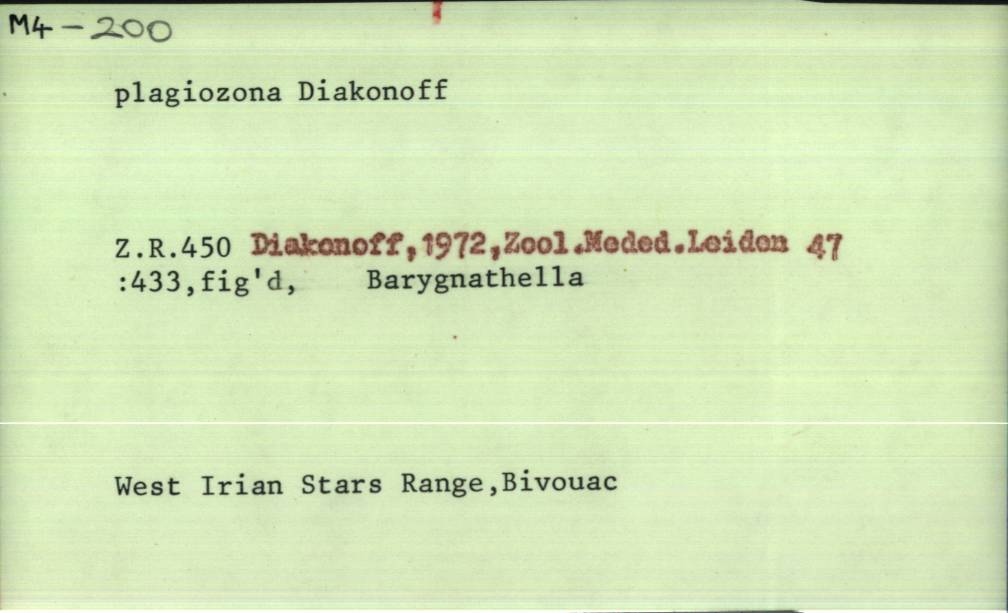 M4-200
plagiozona Diakonoff
Z.R.450 Diakonoff,1972,Zool.Meded.Leiden 47
:433,fig'd, Barygnathella
West Irian Stars Range,Bivouac